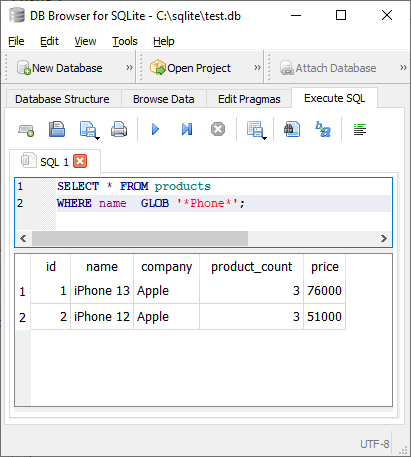 DB Browser for SQLite - C:\sqlite\test.db
File Edit View Tools Help
New Database » Open Project » Attach Database »
Database Structure Browse Data Edit Pragmas Execute SQL
SQL 1
1 SELECT * FROM products
2 WHERE name GLOB '*Phone*';
id name company product_count price
1 1 iPhone 13 Apple 3 76000
2 2 iPhone 12 Apple 3 51000
UTF-8